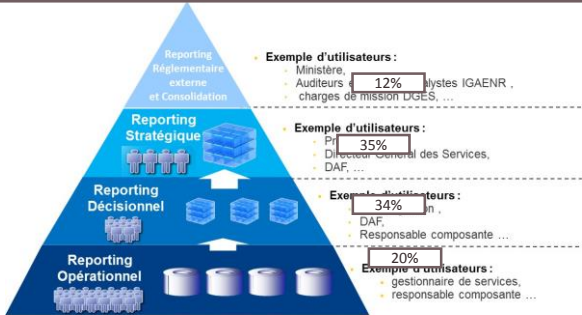 Reporting
Réglementaire
externe
et Consolidation
Exemple d'utilisateurs :
Ministère,
Auditeurs
12%
lystes IGAENR ,
charges de mission DGES, …
Reporting
Stratégique
Exemple d'utilisateurs :
35%
Directeur Général des Services,
DAF, …
Reporting
Décisionnel
Exemple d'utilisateurs :
34%
DAF,
Responsable composante …
Reporting
Opérationnel
20%
Exemple d'utilisateurs :
gestionnaire de services,
responsable composante …